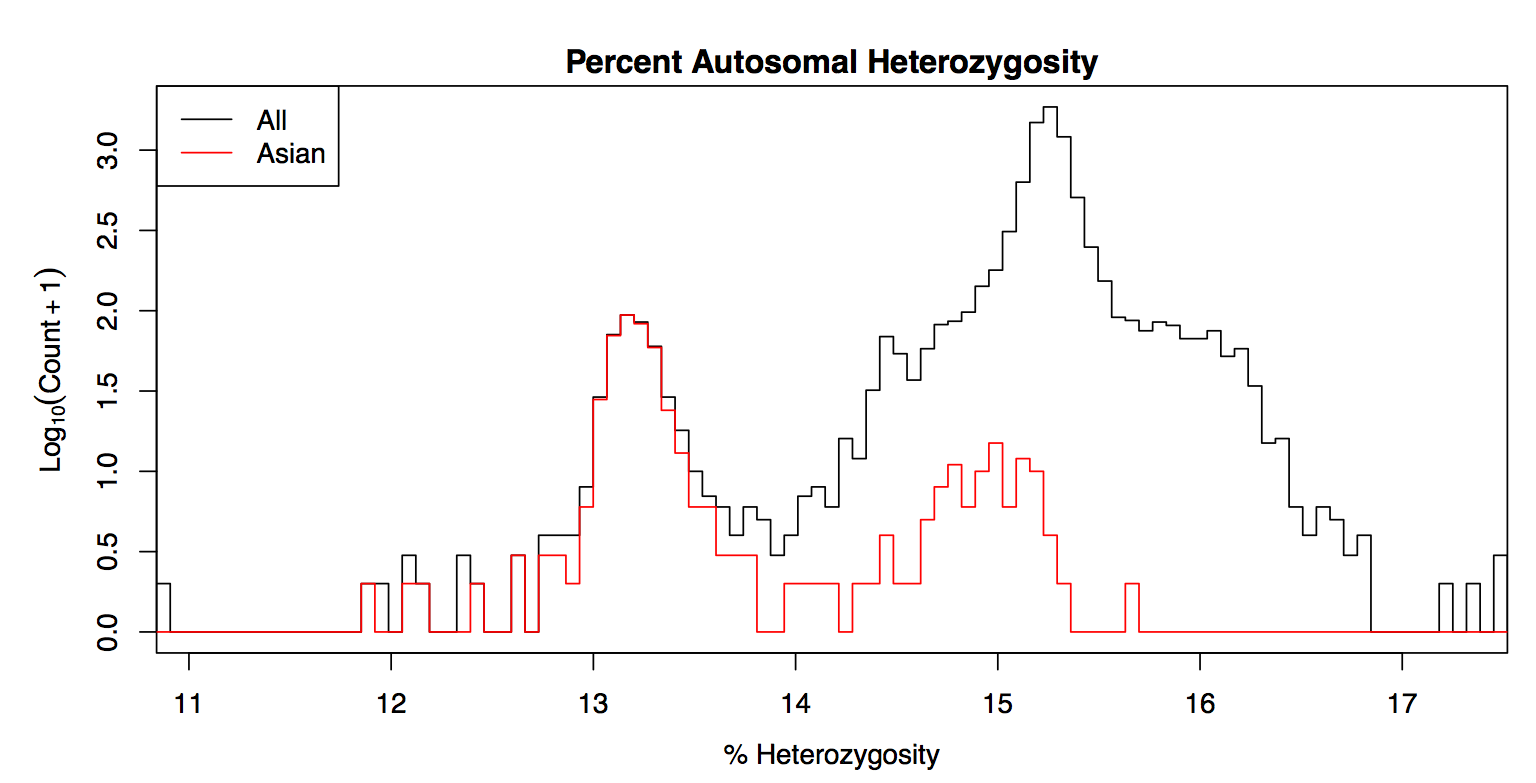 Percent Autosomal Heterozygosity
All
Asian
Log₁₀(Count + 1)
3.0
2.5
2.0
1.5
1.0
0.5
0.0
11 12 13 14 15 16 17
% Heterozygosity